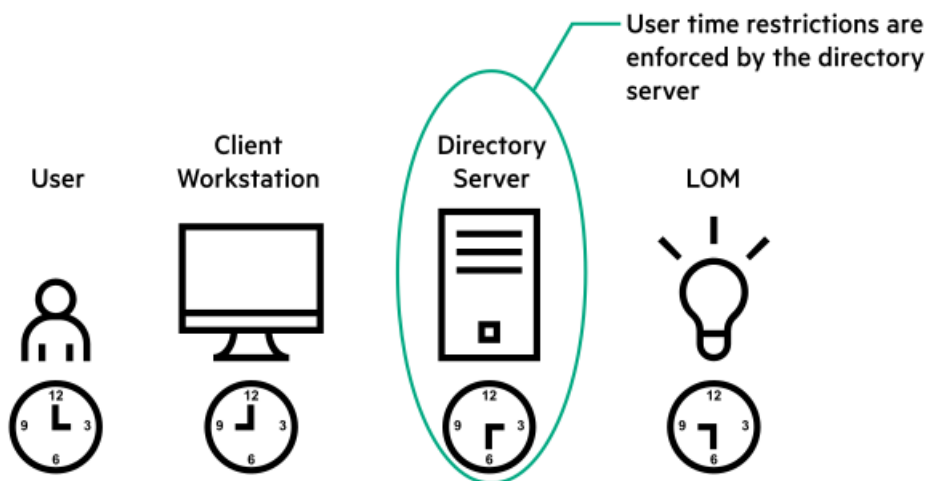 User time restrictions are
enforced by the directory
server
User
Client
Workstation
Directory
Server
LOM
12
9 3
6
12
9 3
6
12
9 3
6
12
9 3
6